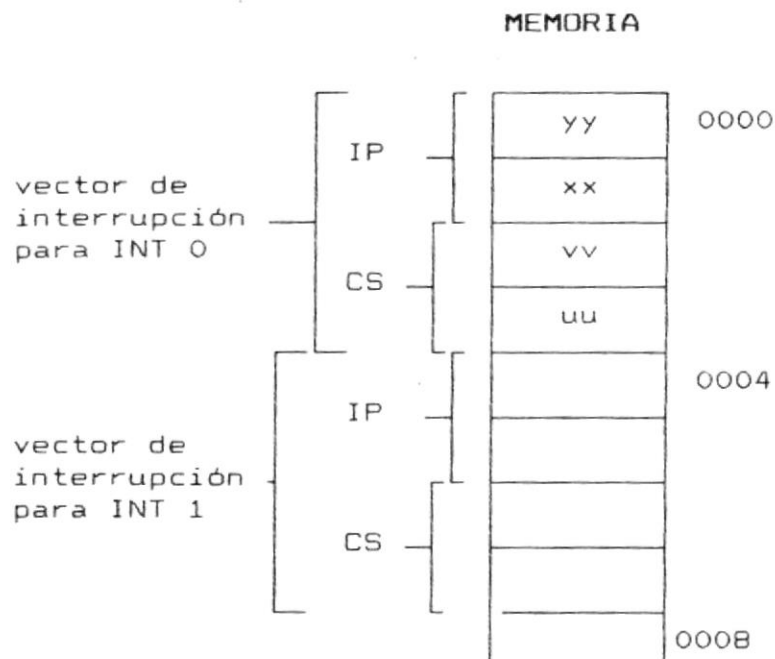 MEMORIA
0000
yy
IP
xx
vector de
interrupción
para INT 0
vv
CS
uu
0004
IP
vector de
interrupción
para INT 1
CS
0008